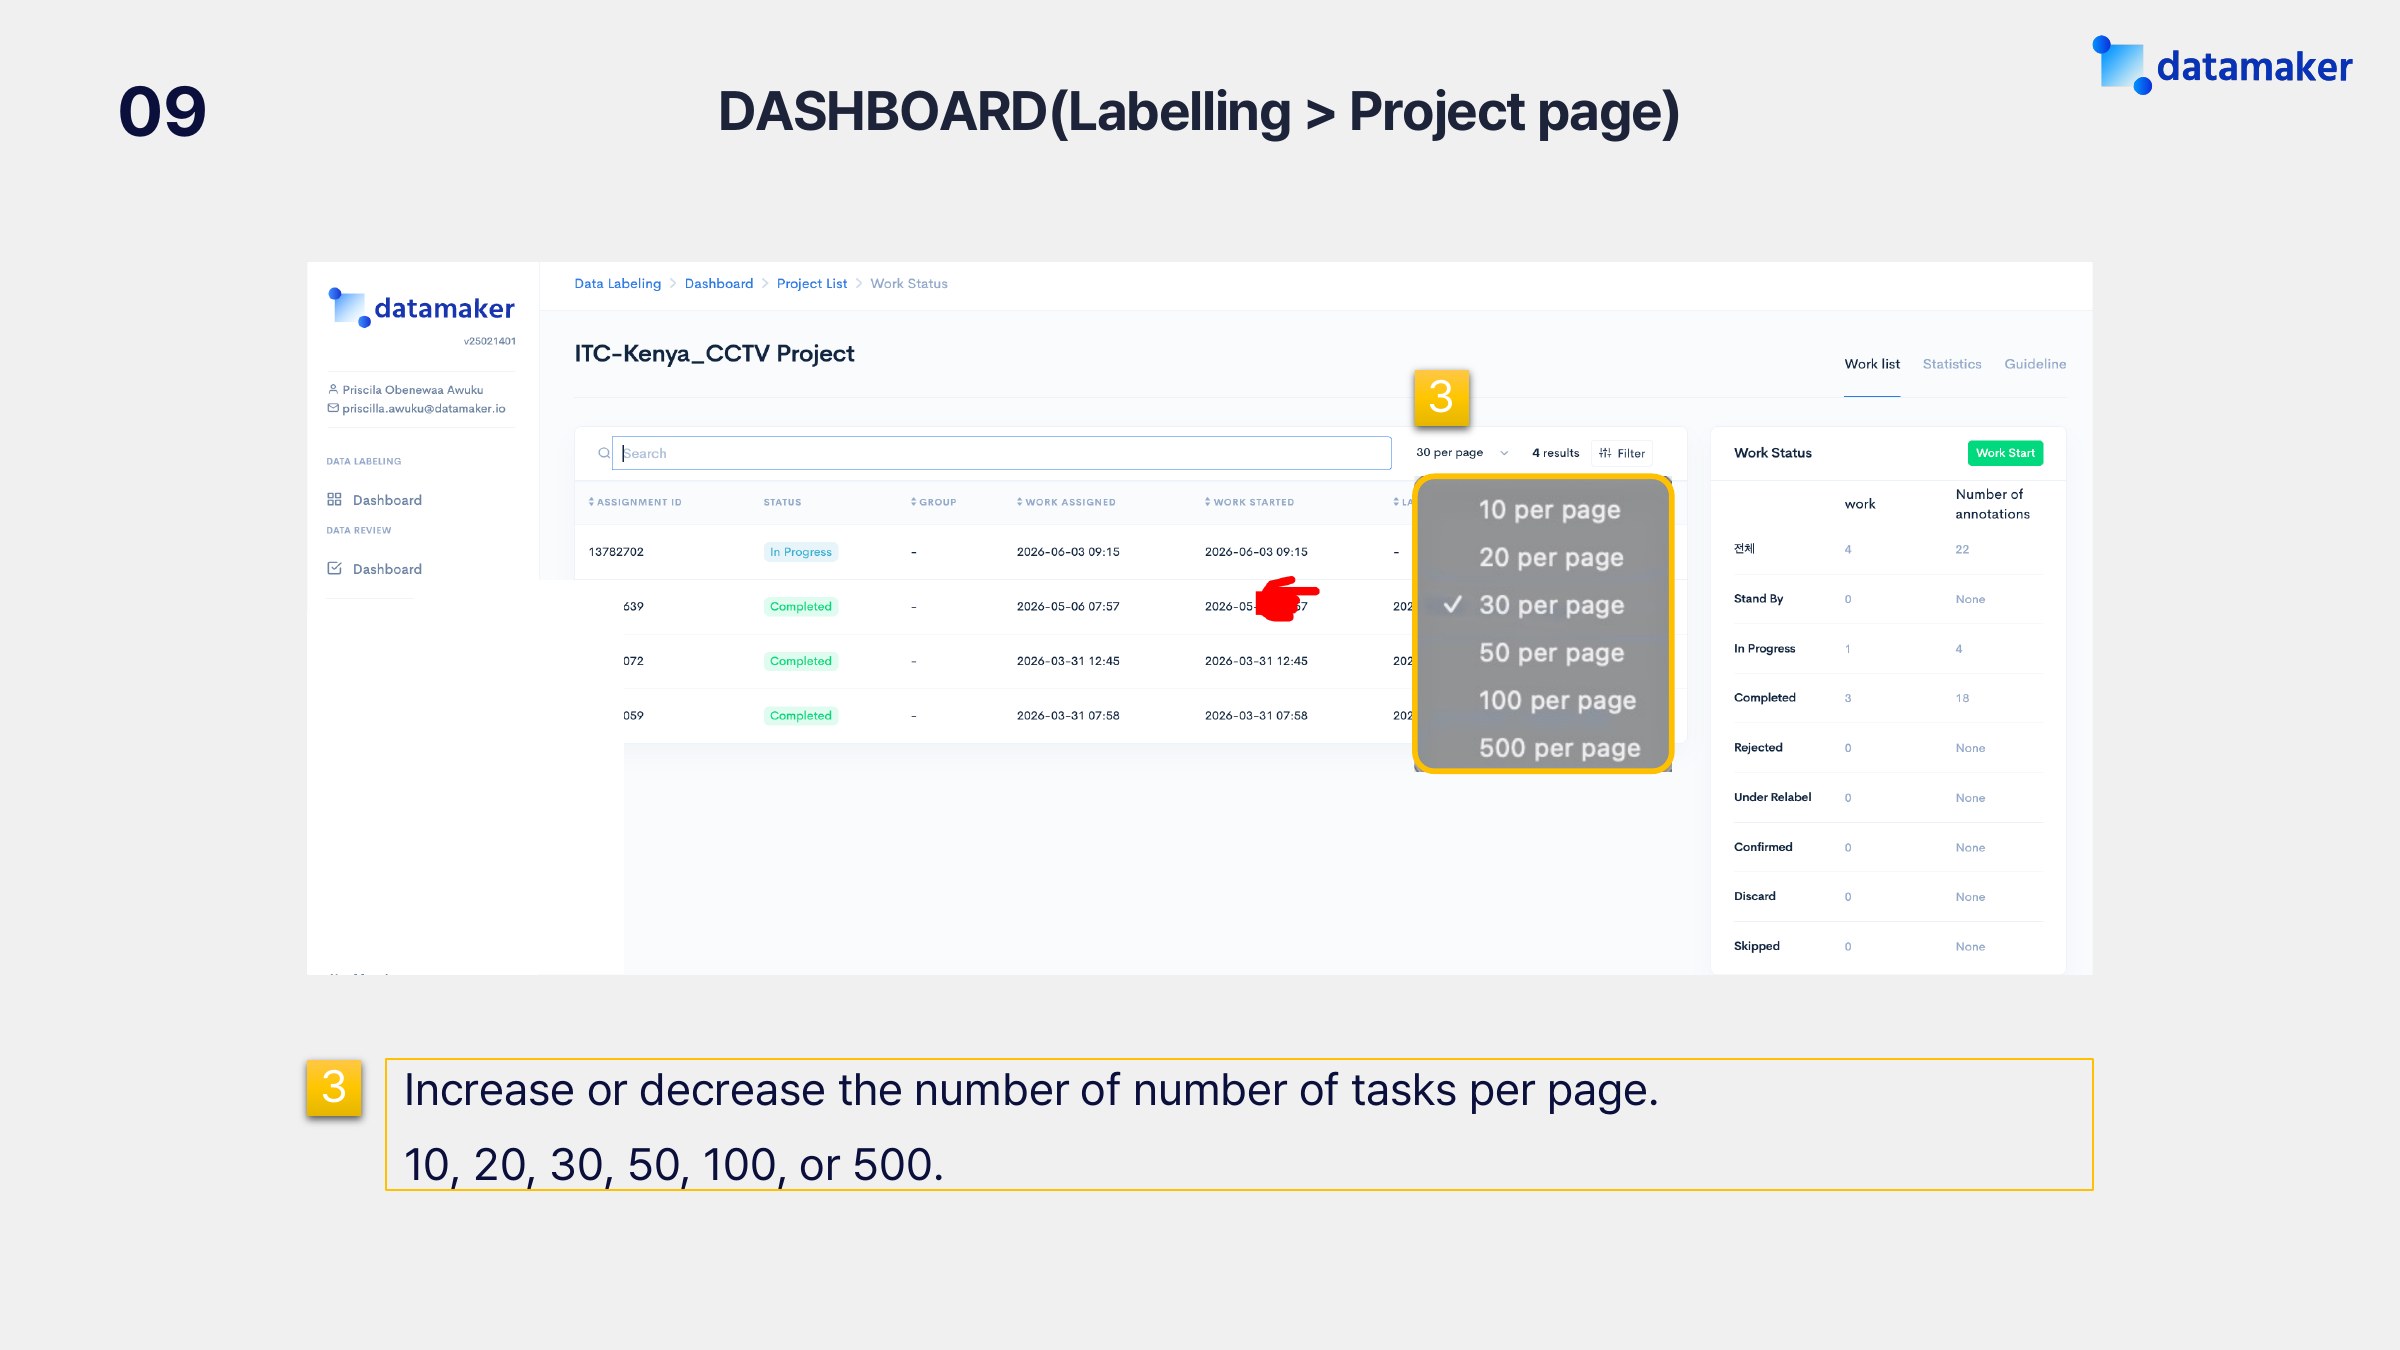 09
DASHBOARD(Labelling > Project page)
datamaker
datamaker
v25021401
Priscila Obenewaa Awuku
priscilla.awuku@datamaker.io
DATA LABELING
Dashboard
DATA REVIEW
Dashboard
Data Labeling > Dashboard > Project List > Work Status
ITC-Kenya_CCTV Project
Work list Statistics Guideline
3
Search
30 per page 4 results Filter
ASSIGNMENT ID STATUS GROUP WORK ASSIGNED WORK STARTED LA
13782702 In Progress - 2026-06-03 09:15 2026-06-03 09:15 -
639 Completed - 2026-05-06 07:57 2026-05- 57 202
072 Completed - 2026-03-31 12:45 2026-03-31 12:45 202
059 Completed - 2026-03-31 07:58 2026-03-31 07:58 202
10 per page
20 per page
✓ 30 per page
50 per page
100 per page
500 per page
Work Status Work Start
work Number of annotations
전체 4 22
Stand By 0 None
In Progress 1 4
Completed 3 18
Rejected 0 None
Under Relabel 0 None
Confirmed 0 None
Discard 0 None
Skipped 0 None
3
Increase or decrease the number of number of tasks per page.
10, 20, 30, 50, 100, or 500.